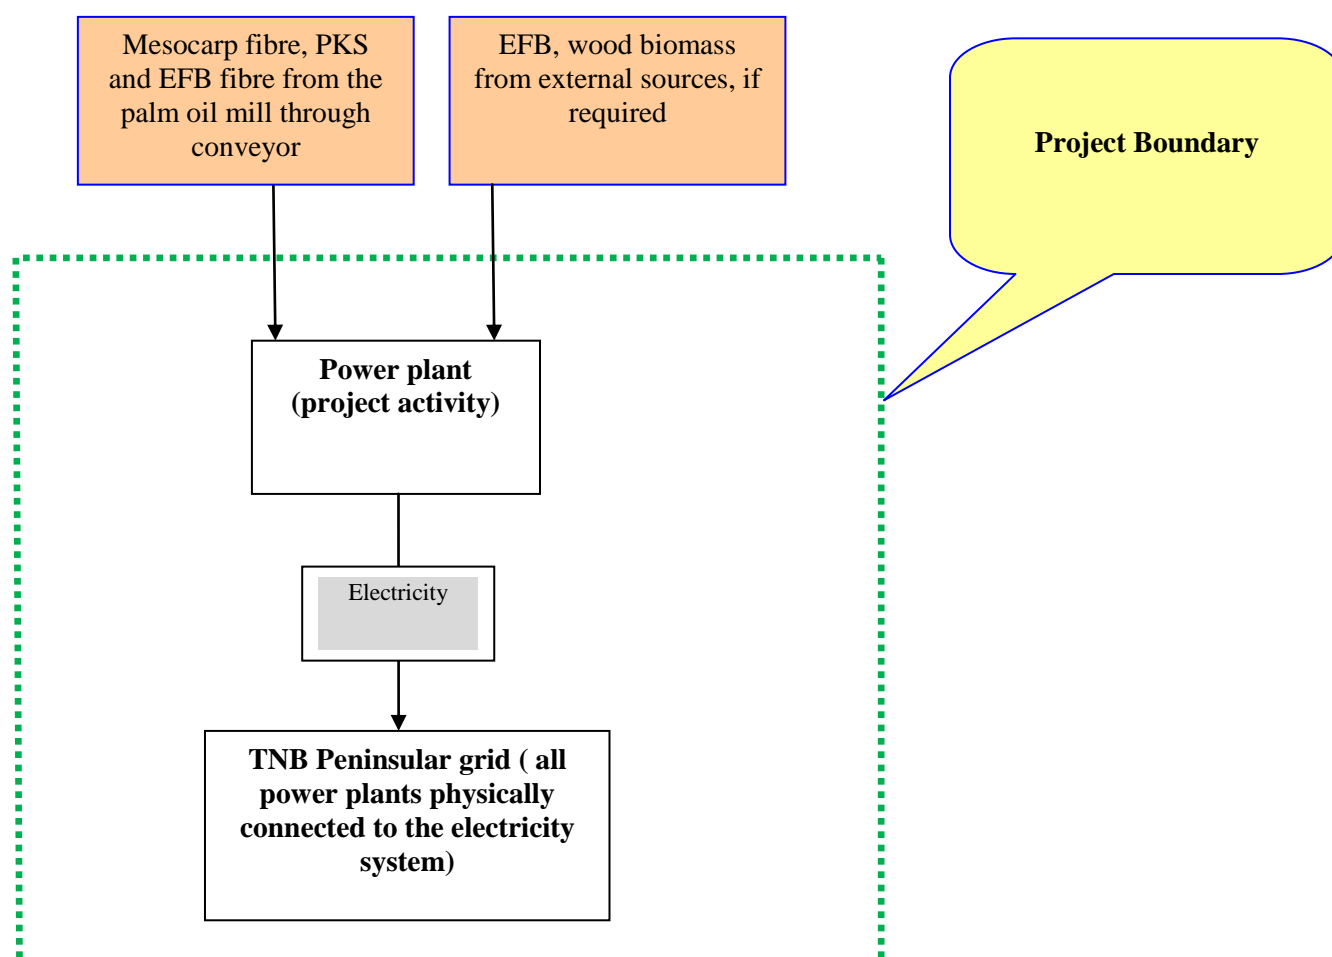 Mesocarp fibre, PKS
and EFB fibre from the
palm oil mill through
conveyor
EFB, wood biomass
from external sources, if
required
Project Boundary
Power plant
(project activity)
Electricity
TNB Peninsular grid ( all
power plants physically
connected to the electricity
system)